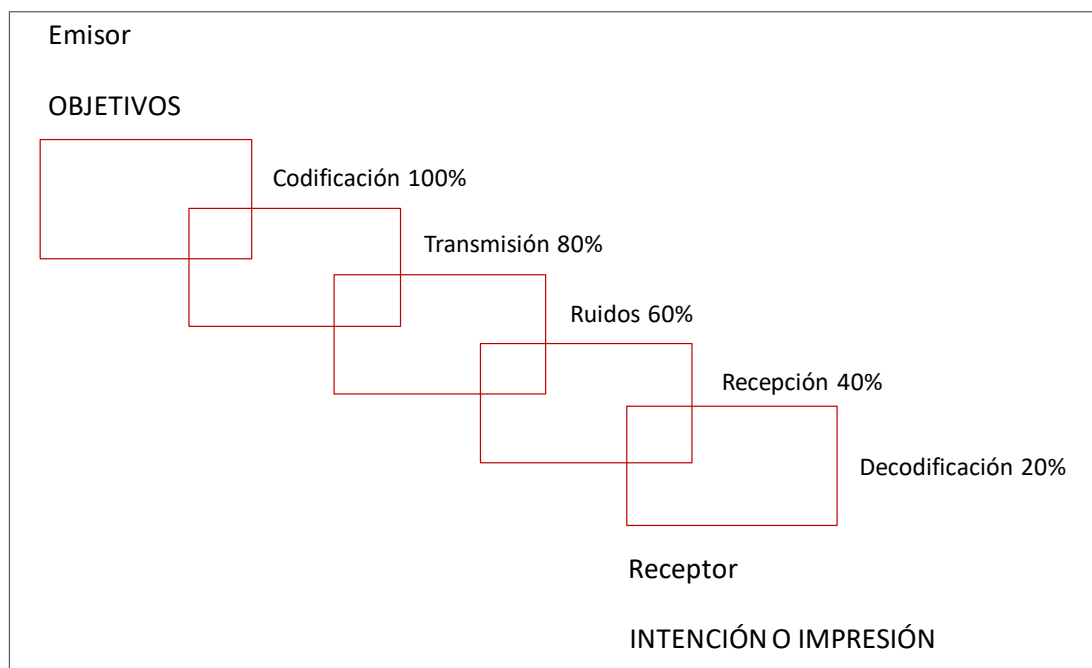 Emisor
OBJETIVOS
Codificación 100%
Transmisión 80%
Ruidos 60%
Recepción 40%
Decodificación 20%
Receptor
INTENCIÓN O IMPRESIÓN